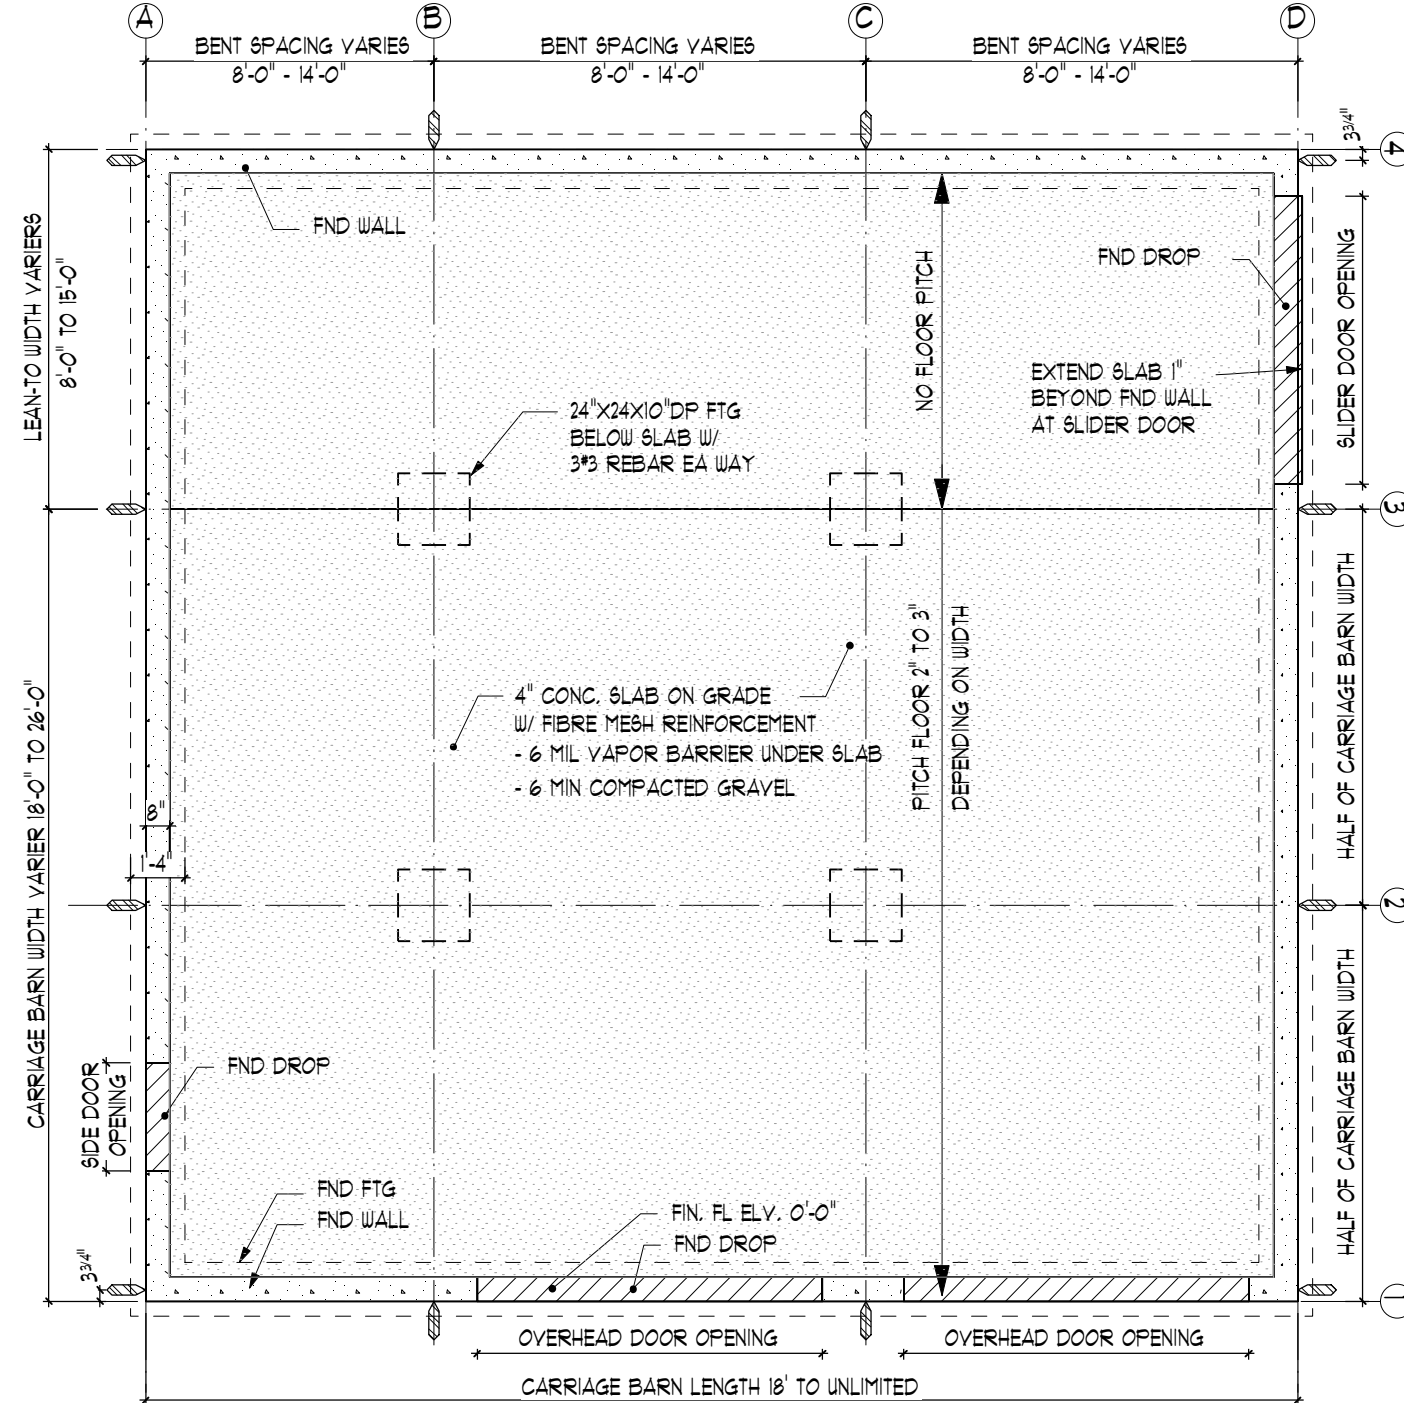 A
B
C
D
BENT SPACING VARIES
8'-0" - 14'-0"
BENT SPACING VARIES
8'-0" - 14'-0"
BENT SPACING VARIES
8'-0" - 14'-0"
3 3/4"
4
FND WALL
LEAN-TO WIDTH VARIERS
8'-0" TO 15'-0"
NO FLOOR PITCH
FND DROP
SLIDER DOOR OPENING
EXTEND SLAB 1"
BEYOND FND WALL
AT SLIDER DOOR
24"X24X10"DP FTG
BELOW SLAB W/
3#3 REBAR EA WAY
3
PITCH FLOOR 2" TO 3"
DEPENDING ON WIDTH
HALF OF CARRIAGE BARN WIDTH
4" CONC. SLAB ON GRADE
W/ FIBRE MESH REINFORCEMENT
- 6 MIL VAPOR BARRIER UNDER SLAB
- 6 MIN COMPACTED GRAVEL
CARRIAGE BARN WIDTH VARIER 18'-0" TO 26'-0"
8"
1'-4"
2
FND DROP
SIDE DOOR
OPENING
HALF OF CARRIAGE BARN WIDTH
FND FTG
FND WALL
FIN. FL ELV. 0'-0"
FND DROP
3 3/4"
1
OVERHEAD DOOR OPENING
OVERHEAD DOOR OPENING
CARRIAGE BARN LENGTH 18' TO UNLIMITED